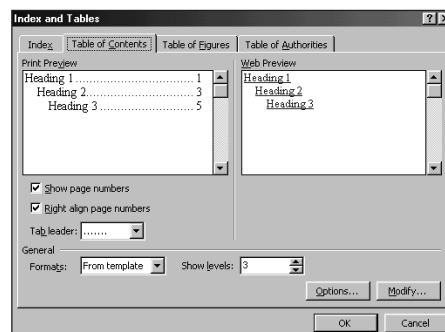 Index and Tables
Index Table of Contents Table of Figures Table of Authorities
Print Preview Web Preview
Heading 1 ................................. 1 Heading 1
Heading 2................................ 3 Heading 2
Heading 3 ............................ 5 Heading 3
Show page numbers
Right align page numbers
Tab leader: .......
General
Formats: From template Show levels: 3
Options... Modify...
OK Cancel